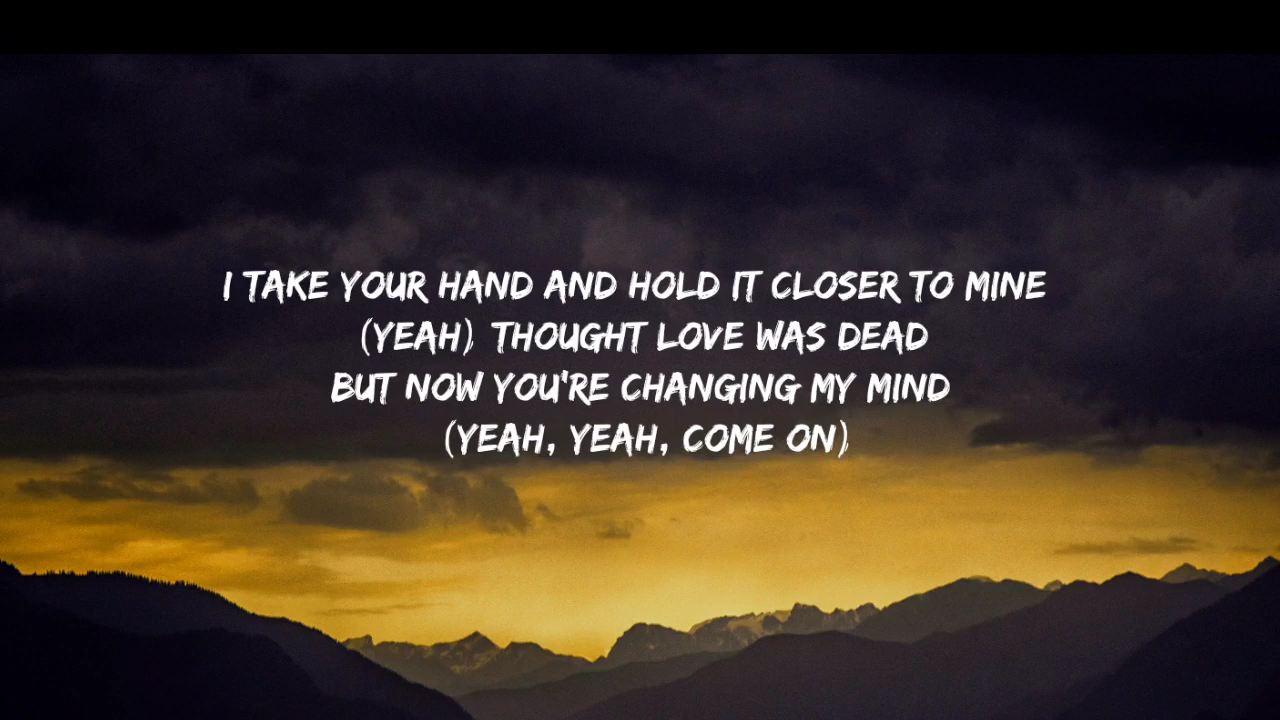 I TAKE YOUR HAND AND HOLD IT CLOSER TO MINE
(YEAH) THOUGHT LOVE WAS DEAD
BUT NOW YOU'RE CHANGING MY MIND
(YEAH, YEAH, COME ON)